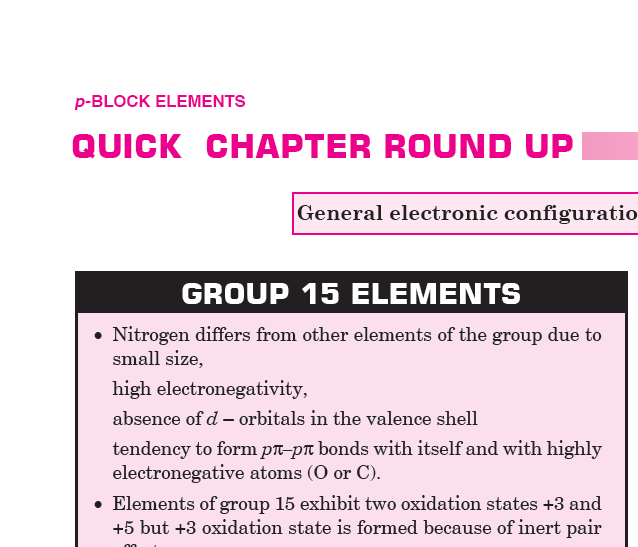 p-BLOCK ELEMENTS
QUICK CHAPTER ROUND UP
General electronic configuratio
GROUP 15 ELEMENTS
• Nitrogen differs from other elements of the group due to
small size,
high electronegativity,
absence of d – orbitals in the valence shell
tendency to form pπ–pπ bonds with itself and with highly
electronegative atoms (O or C).
• Elements of group 15 exhibit two oxidation states +3 and
+5 but +3 oxidation state is formed because of inert pair